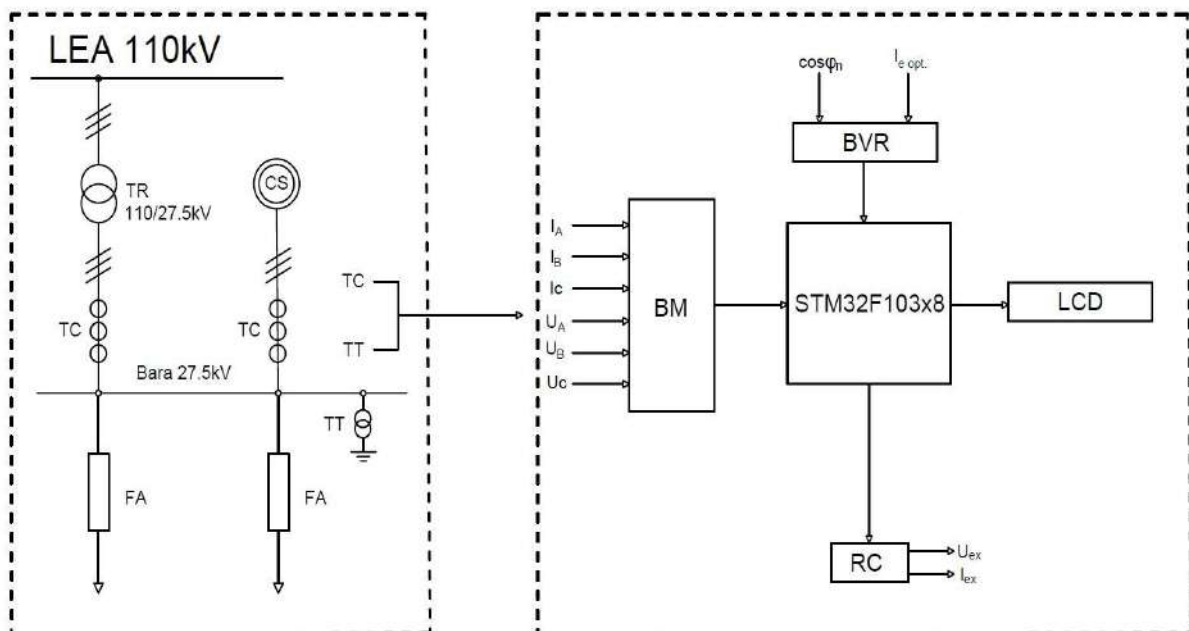 LEA 110kV
TR
110/27.5kV
CS
TC
TC
TC
TT
Bara 27.5kV
TT
FA
FA
cosφn
Ie opt.
BVR
IA
IB
Ic
UA
UB
Uc
BM
STM32F103x8
LCD
RC
Uex
Iex